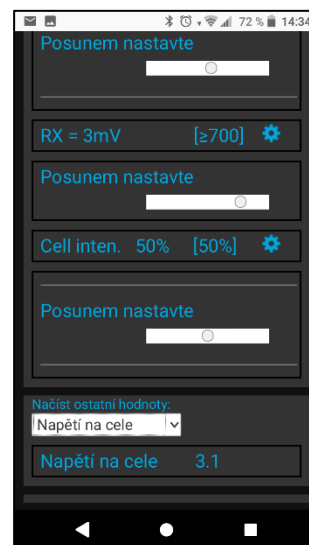 72 % 14:34
Posunem nastavte
RX = 3mV [≥700]
Posunem nastavte
Cell inten. 50% [50%]
Posunem nastavte
Načíst ostatní hodnoty:
Napětí na cele
Napětí na cele 3.1